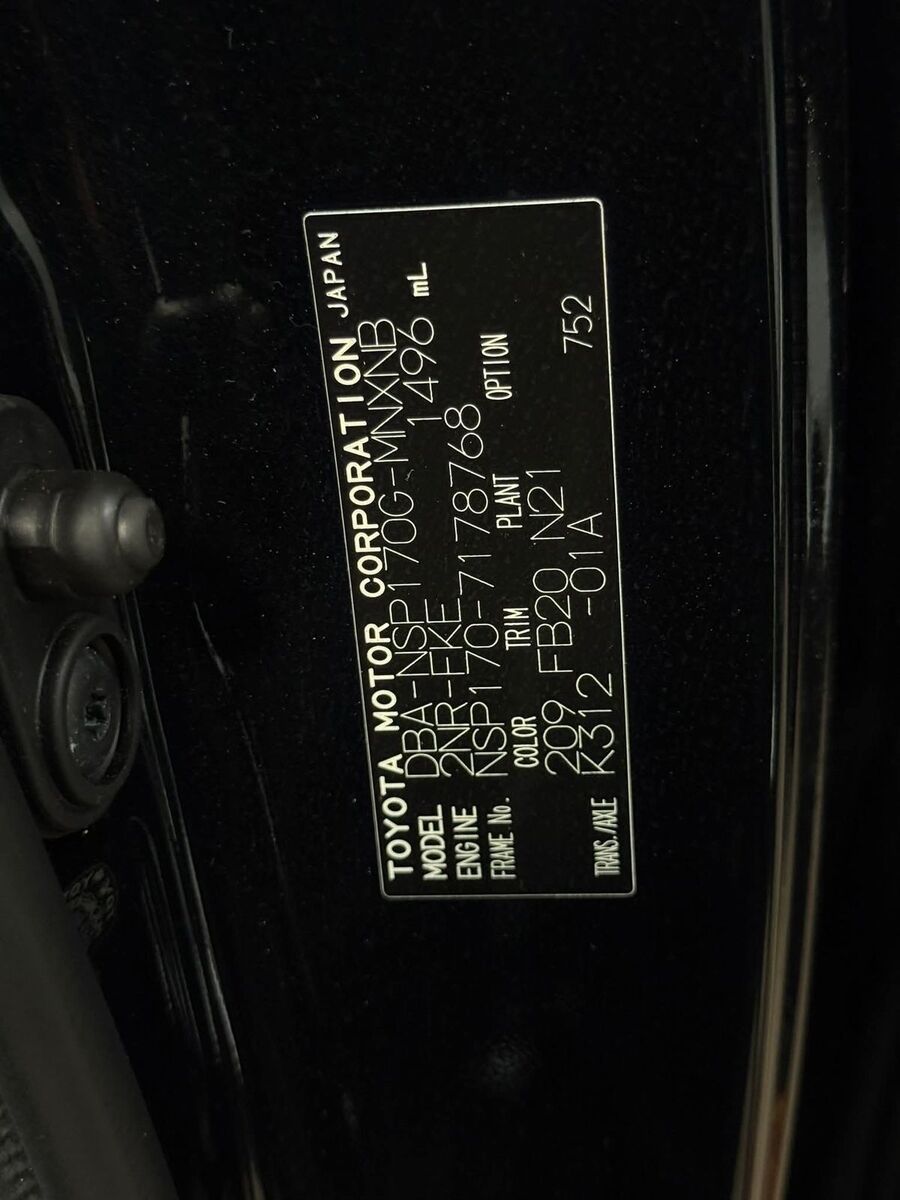 TOYOTA MOTOR CORPORATION JAPAN
MODEL DBA-NSP170G-MNXNB
ENGINE 2NR-FKE 1496 mL
FRAME No. NSP170-7178768
COLOR TRIM PLANT OPTION
209 FB20 N21
TRANS./AXLE K312 -01A 752